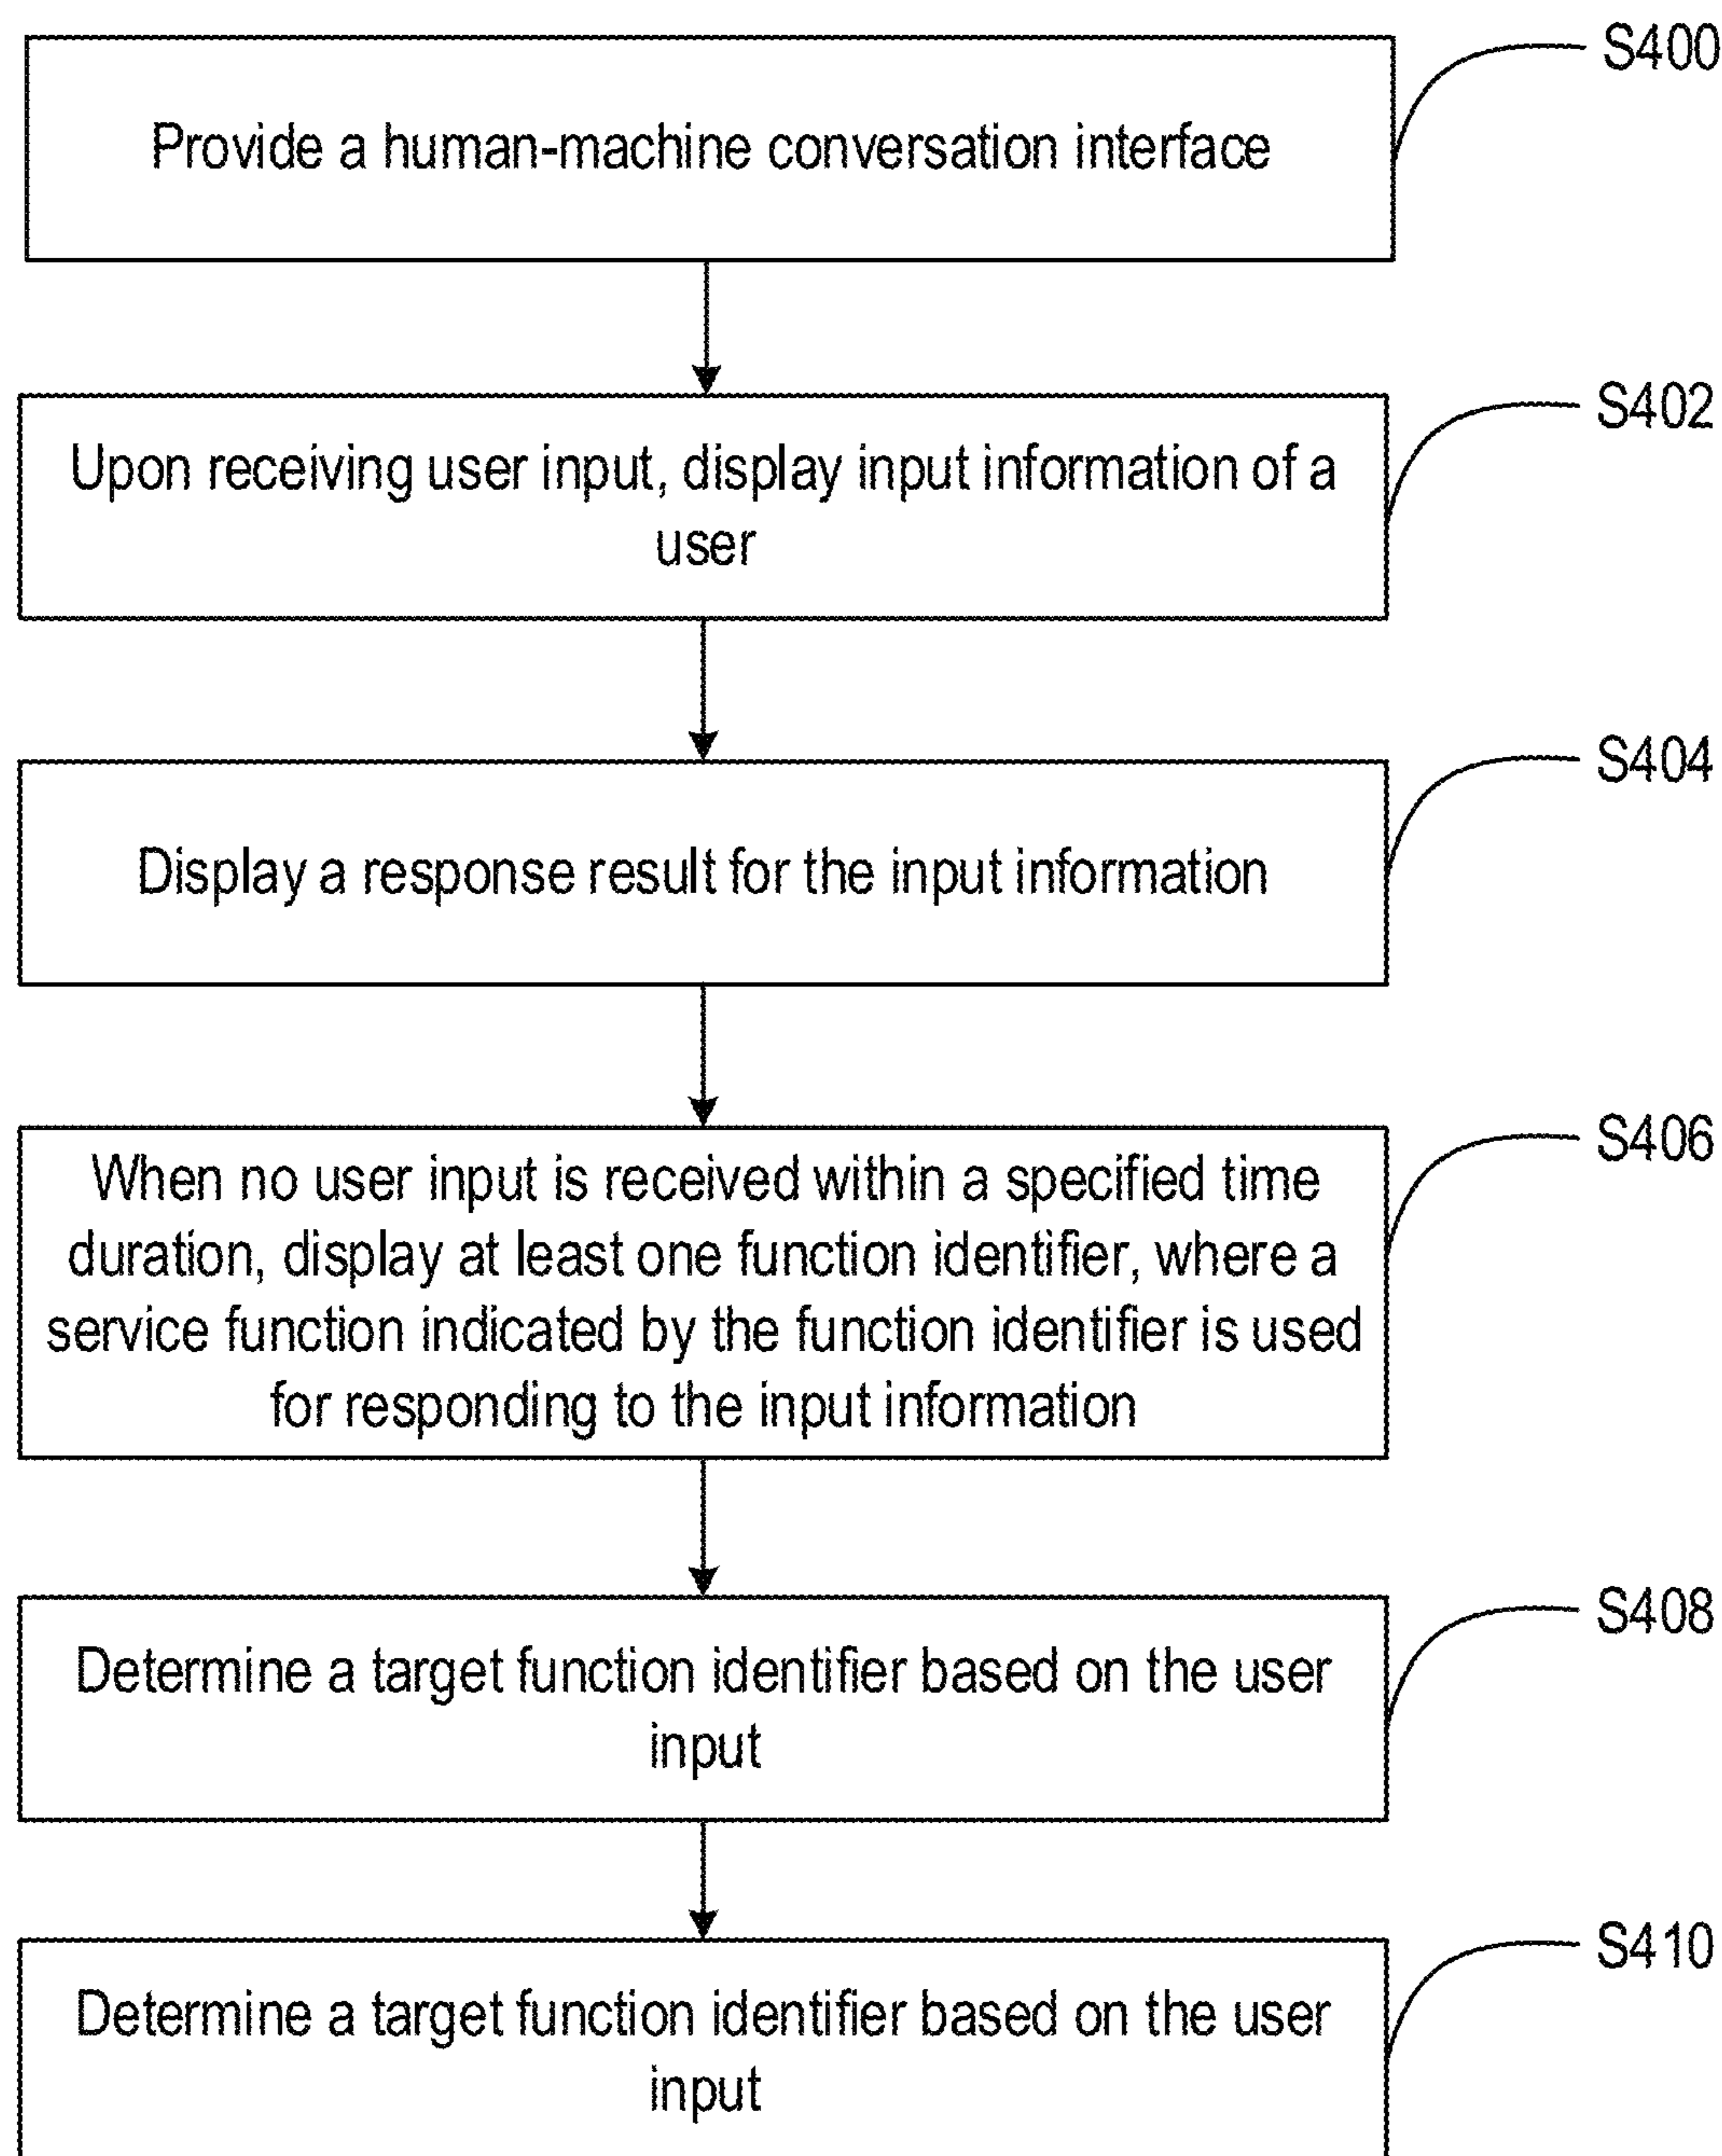 S400
Provide a human-machine conversation interface
S402
Upon receiving user input, display input information of a
user
S404
Display a response result for the input information
S406
When no user input is received within a specified time
duration, display at least one function identifier, where a
service function indicated by the function identifier is used
for responding to the input information
S408
Determine a target function identifier based on the user
input
S410
Determine a target function identifier based on the user
input